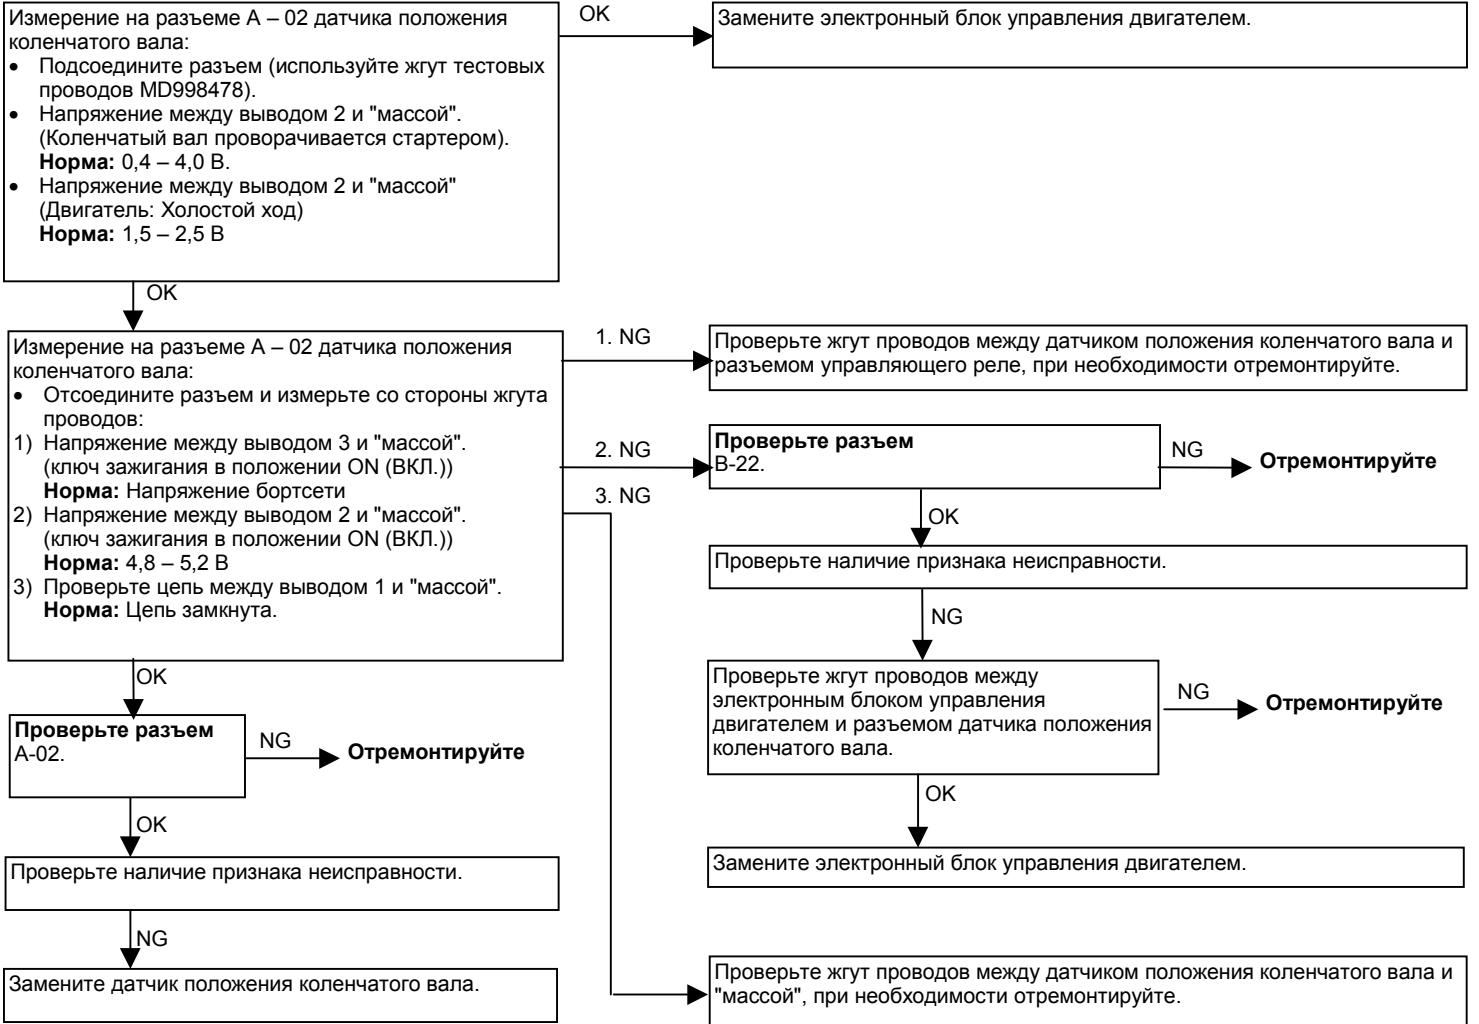 Измерение на разъеме А – 02 датчика положения
коленчатого вала:
• Подсоедините разъем (используйте жгут тестовых
проводов MD998478).
• Напряжение между выводом 2 и "массой".
(Коленчатый вал проворачивается стартером).
Норма: 0,4 – 4,0 В.
• Напряжение между выводом 2 и "массой"
(Двигатель: Холостой ход)
Норма: 1,5 – 2,5 В
OK
Замените электронный блок управления двигателем.
OK
Измерение на разъеме А – 02 датчика положения
коленчатого вала:
• Отсоедините разъем и измерьте со стороны жгута
проводов:
1) Напряжение между выводом 3 и "массой".
(ключ зажигания в положении ON (ВКЛ.))
Норма: Напряжение бортсети
2) Напряжение между выводом 2 и "массой".
(ключ зажигания в положении ON (ВКЛ.))
Норма: 4,8 – 5,2 В
3) Проверьте цепь между выводом 1 и "массой".
Норма: Цепь замкнута.
1. NG
Проверьте жгут проводов между датчиком положения коленчатого вала и
разъемом управляющего реле, при необходимости отремонтируйте.
2. NG
Проверьте разъем
В-22.
NG
Отремонтируйте
3. NG
OK
Проверьте наличие признака неисправности.
NG
Проверьте жгут проводов между
электронным блоком управления
двигателем и разъемом датчика положения
коленчатого вала.
NG
Отремонтируйте
OK
Замените электронный блок управления двигателем.
OK
Проверьте разъем
А-02.
NG
Отремонтируйте
OK
Проверьте наличие признака неисправности.
NG
Замените датчик положения коленчатого вала.
Проверьте жгут проводов между датчиком положения коленчатого вала и
"массой", при необходимости отремонтируйте.